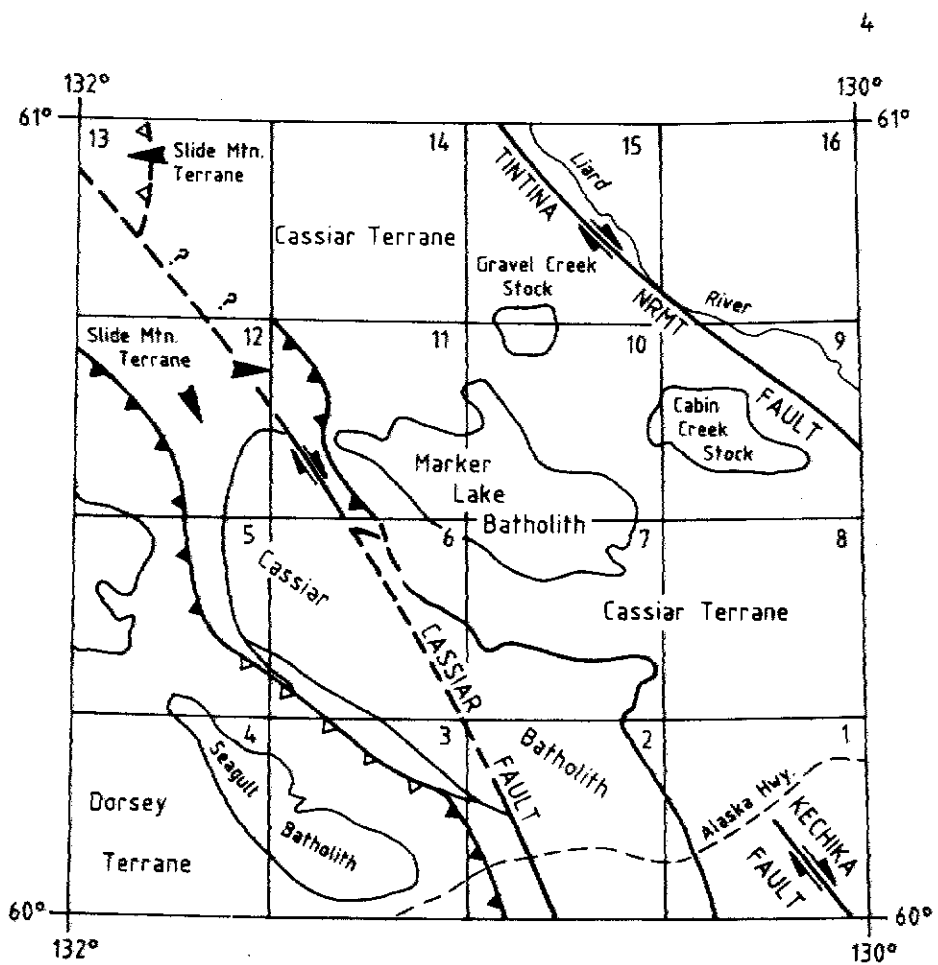 4
132°
130°
61°
61°
13
14
15
16
Slide Mtn.
Terrane
Liard
TINTINA
Cassiar Terrane
?
?
Gravel Creek
Stock
NRMT
River
Slide Mtn.
Terrane
12
11
10
9
FAULT
Cabin
Creek
Stock
Marker
Lake
Batholith
5
6
7
8
Cassiar
Cassiar Terrane
CASSIAR
FAULT
4
3
2
1
Batholith
Seagull
Batholith
Dorsey
Terrane
Alaska Hwy.
KECHIKA
FAULT
60°
60°
132°
130°